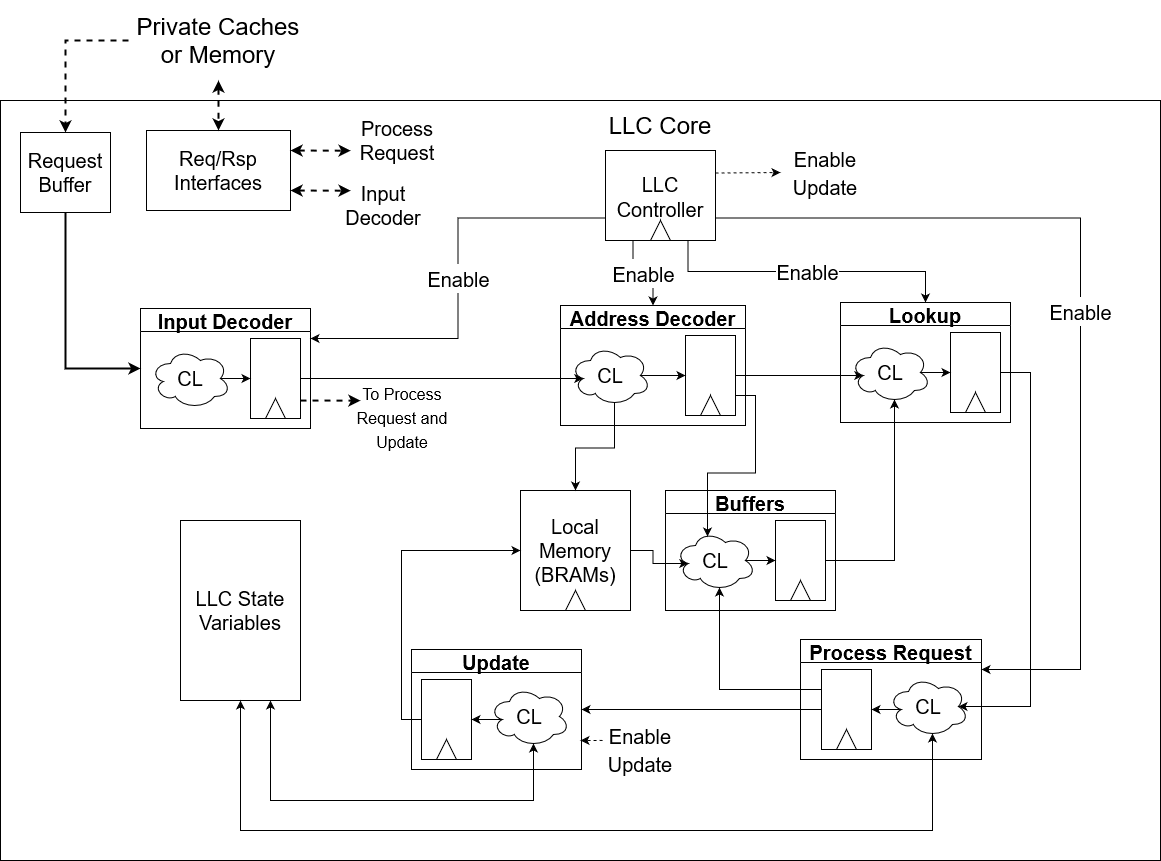 Private Caches
or Memory
Request
Buffer
Req/Rsp
Interfaces
Process
Request
Input
Decoder
LLC Core
LLC
Controller
Enable
Update
Enable
Enable
Enable
Enable
Input Decoder
CL
To Process
Request and
Update
Address Decoder
CL
Lookup
CL
Local
Memory
(BRAMs)
Buffers
CL
LLC State
Variables
Update
CL
Enable
Update
Process Request
CL